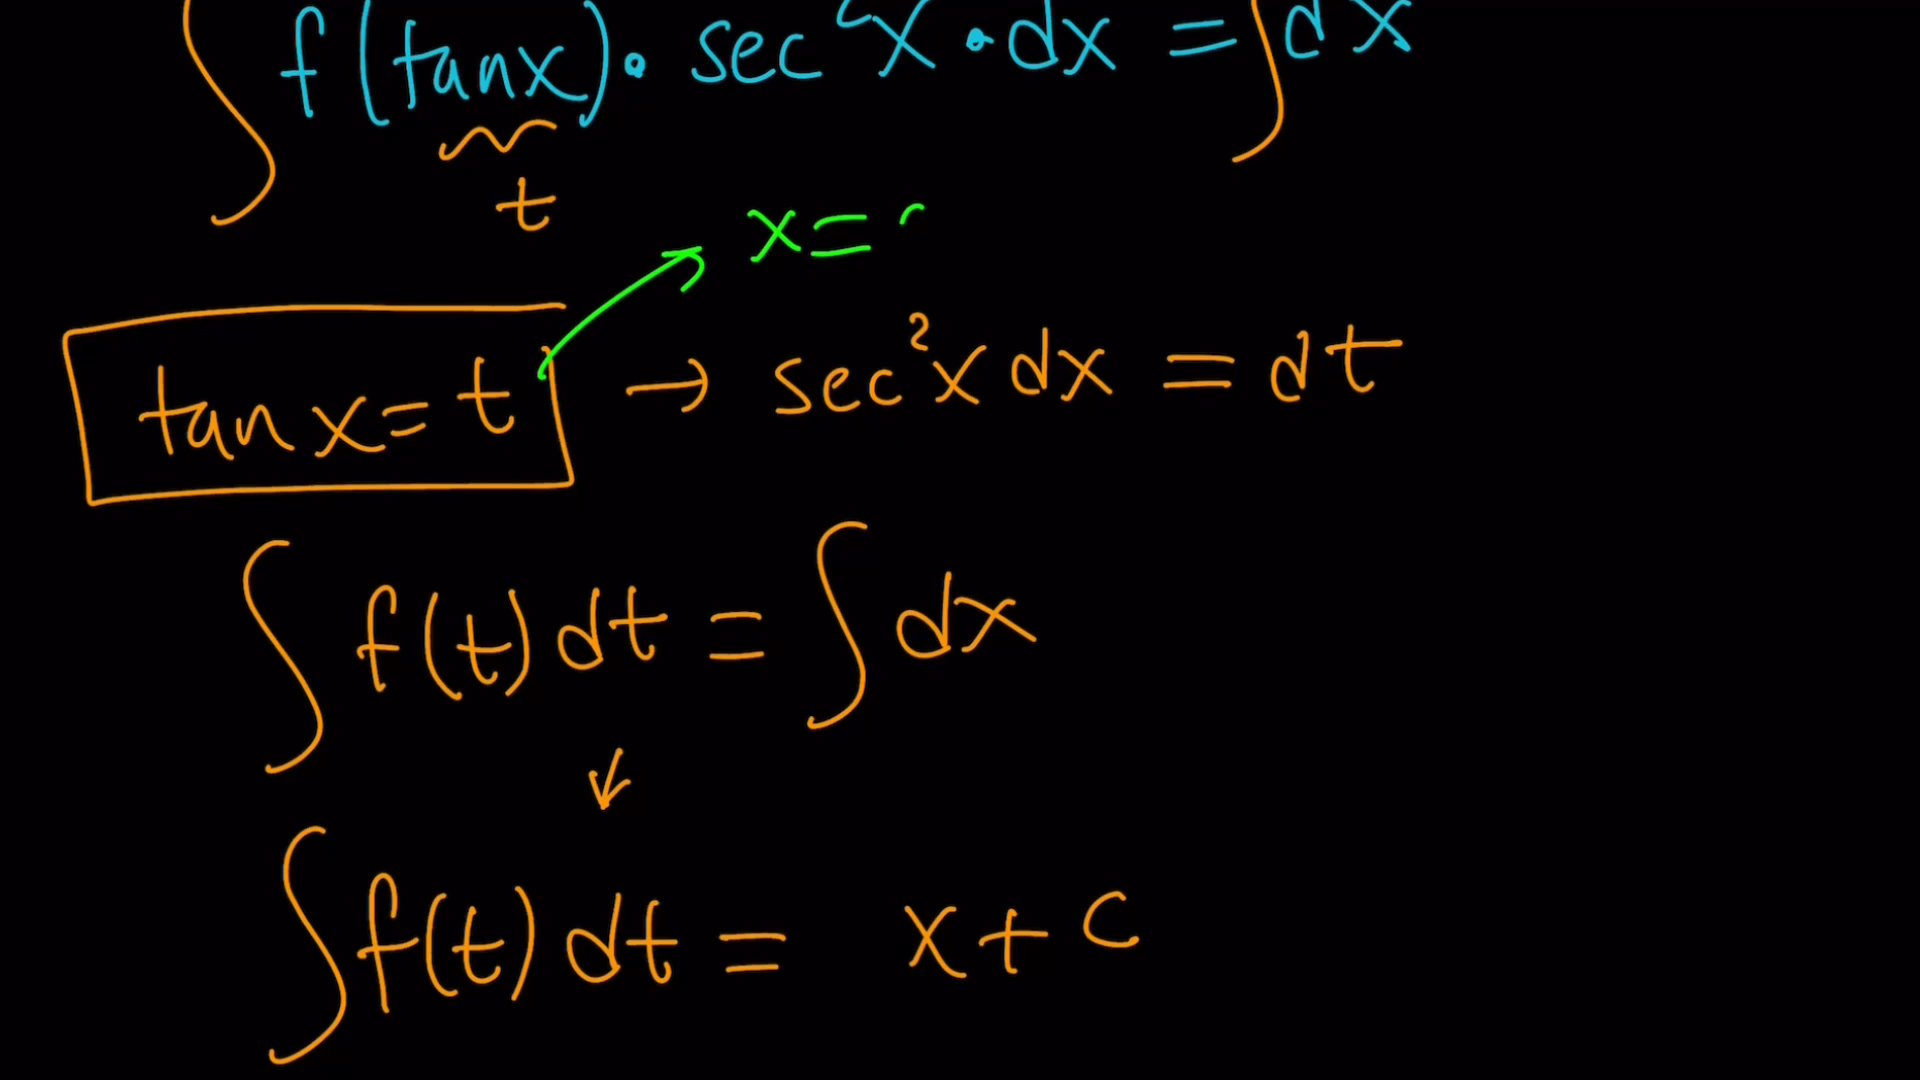 ∫ f(tanx) · sec²x · dx = ∫ dx
t
x =
tanx = t → sec²x dx = dt
∫ f(t) dt = ∫ dx
↓
∫ f(t) dt = x + c